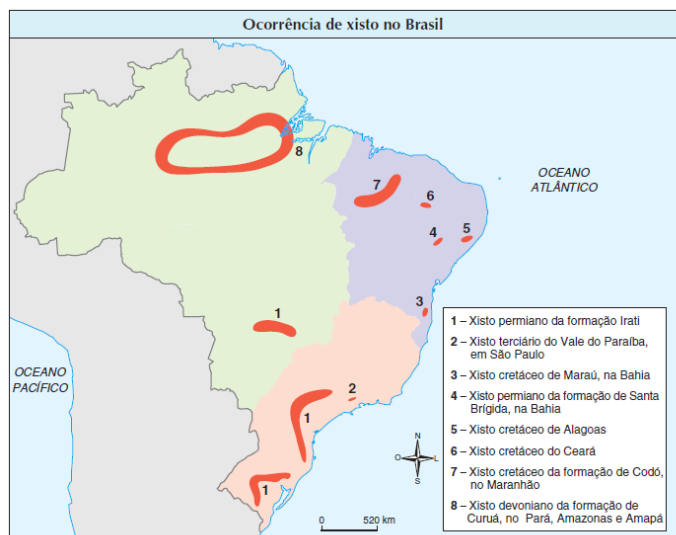 Ocorrência de xisto no Brasil
8
7
6
OCEANO
ATLÂNTICO
4
5
3
1
OCEANO
PACÍFICO
2
1
1
N
O
L
S
0
520 km
1 – Xisto permiano da formação Irati
2 – Xisto terciário do Vale do Paraíba,
em São Paulo
3 – Xisto cretáceo de Maraú, na Bahia
4 – Xisto permiano da formação de Santa
Brígida, na Bahia
5 – Xisto cretáceo de Alagoas
6 – Xisto cretáceo do Ceará
7 – Xisto cretáceo da formação de Codó,
no Maranhão
8 – Xisto devoniano da formação de
Curuá, no Pará, Amazonas e Amapá